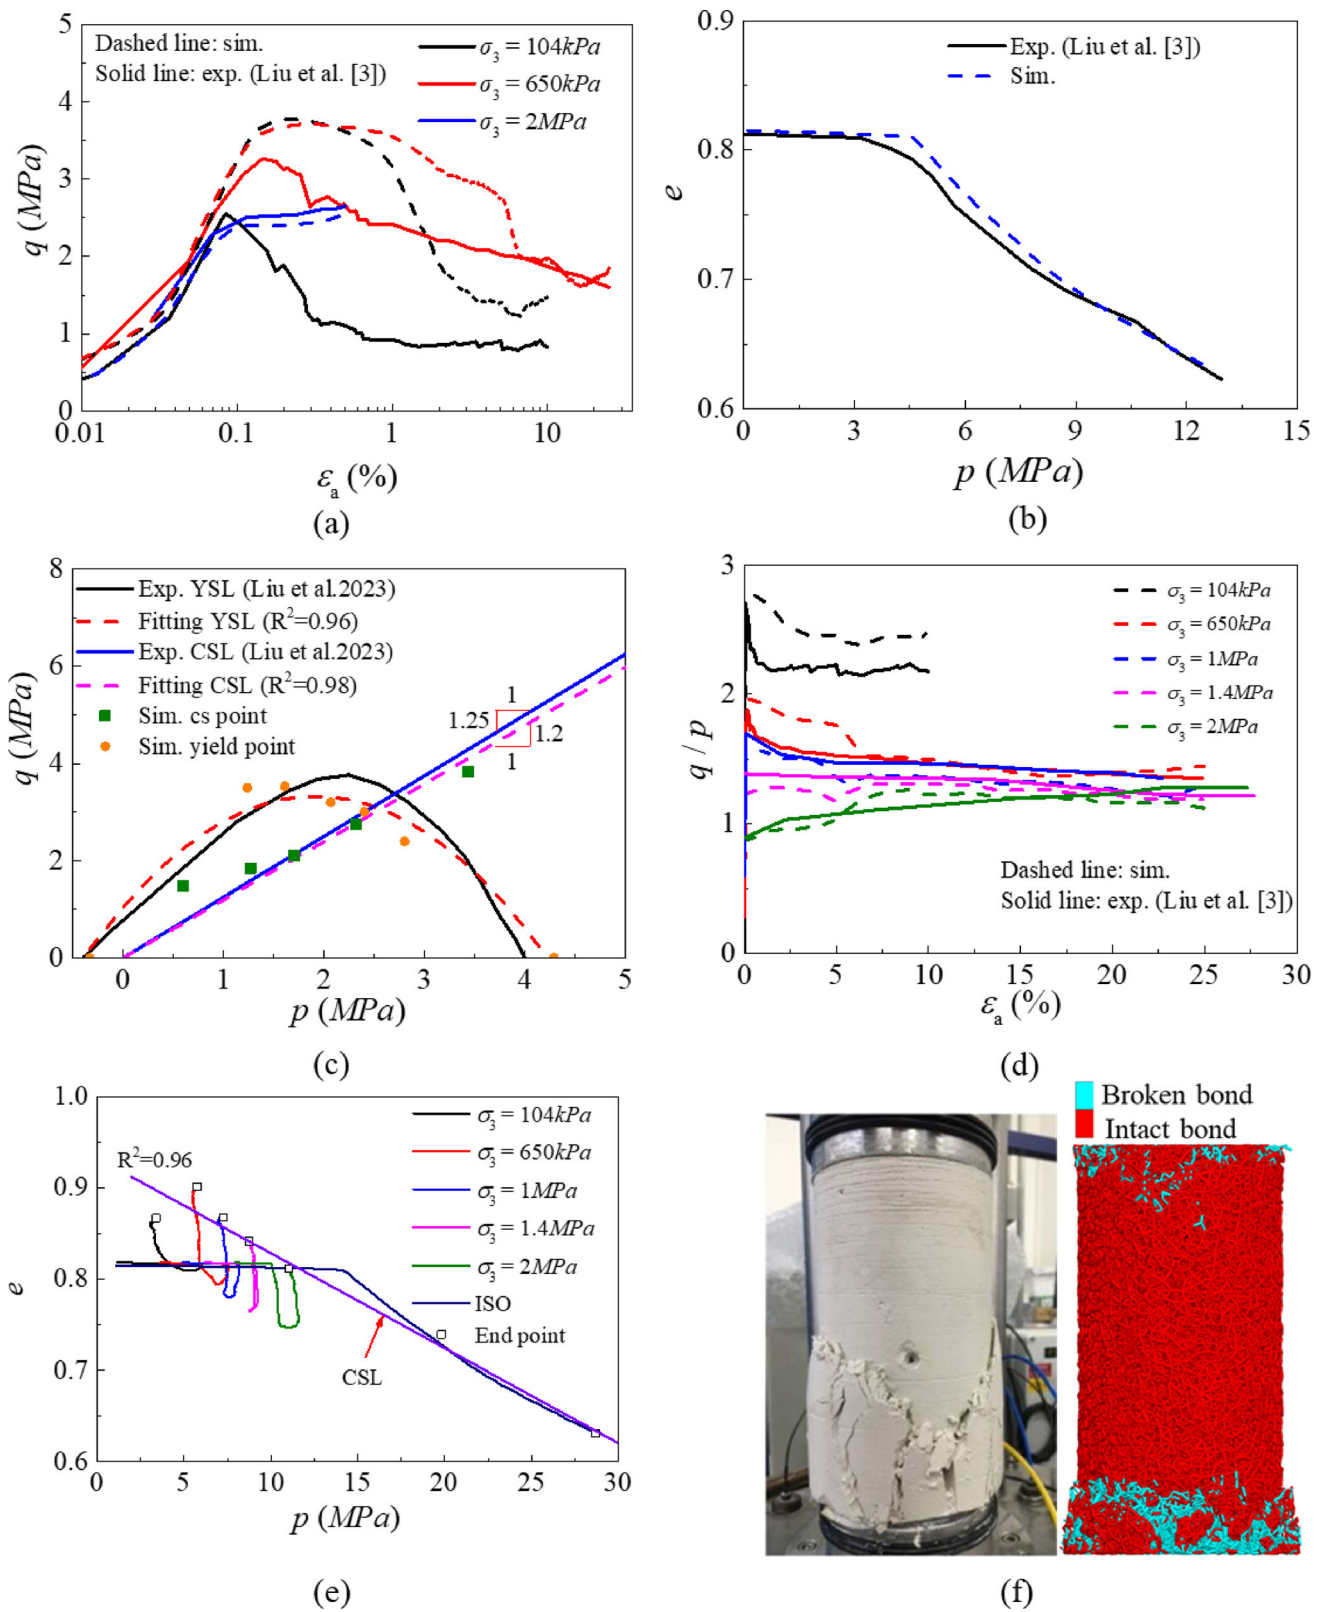 5
4
3
2
1
0
q (MPa)
Dashed line: sim.
Solid line: exp. (Liu et al. [3])
σ3 = 104kPa
σ3 = 650kPa
σ3 = 2MPa
0.01
0.1
1
10
εa (%)
(a)
0.9
0.8
0.7
0.6
e
Exp. (Liu et al. [3])
Sim.
0
3
6
9
12
15
p (MPa)
(b)
8
6
4
2
0
q (MPa)
Exp. YSL (Liu et al.2023)
Fitting YSL (R²=0.96)
Exp. CSL (Liu et al.2023)
Fitting CSL (R²=0.98)
Sim. cs point
Sim. yield point
1
1.25
1.2
1
0
1
2
3
4
5
p (MPa)
(c)
3
2
1
0
q / p
σ3 = 104kPa
σ3 = 650kPa
σ3 = 1MPa
σ3 = 1.4MPa
σ3 = 2MPa
Dashed line: sim.
Solid line: exp. (Liu et al. [3])
0
5
10
15
20
25
30
εa (%)
(d)
1.0
0.9
0.8
0.7
0.6
e
R²=0.96
σ3 = 104kPa
σ3 = 650kPa
σ3 = 1MPa
σ3 = 1.4MPa
σ3 = 2MPa
ISO
End point
CSL
0
5
10
15
20
25
30
p (MPa)
(e)
Broken bond
Intact bond
(f)